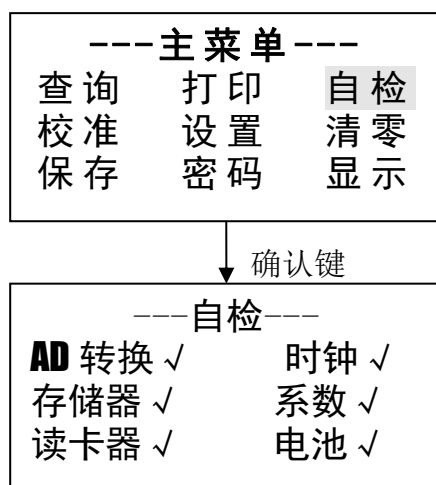 ---主菜单---
查询 打印 自检
校准 设置 清零
保存 密码 显示
确认键
---自检---
AD 转换 √ 时钟 √
存储器 √ 系数 √
读卡器 √ 电池 √